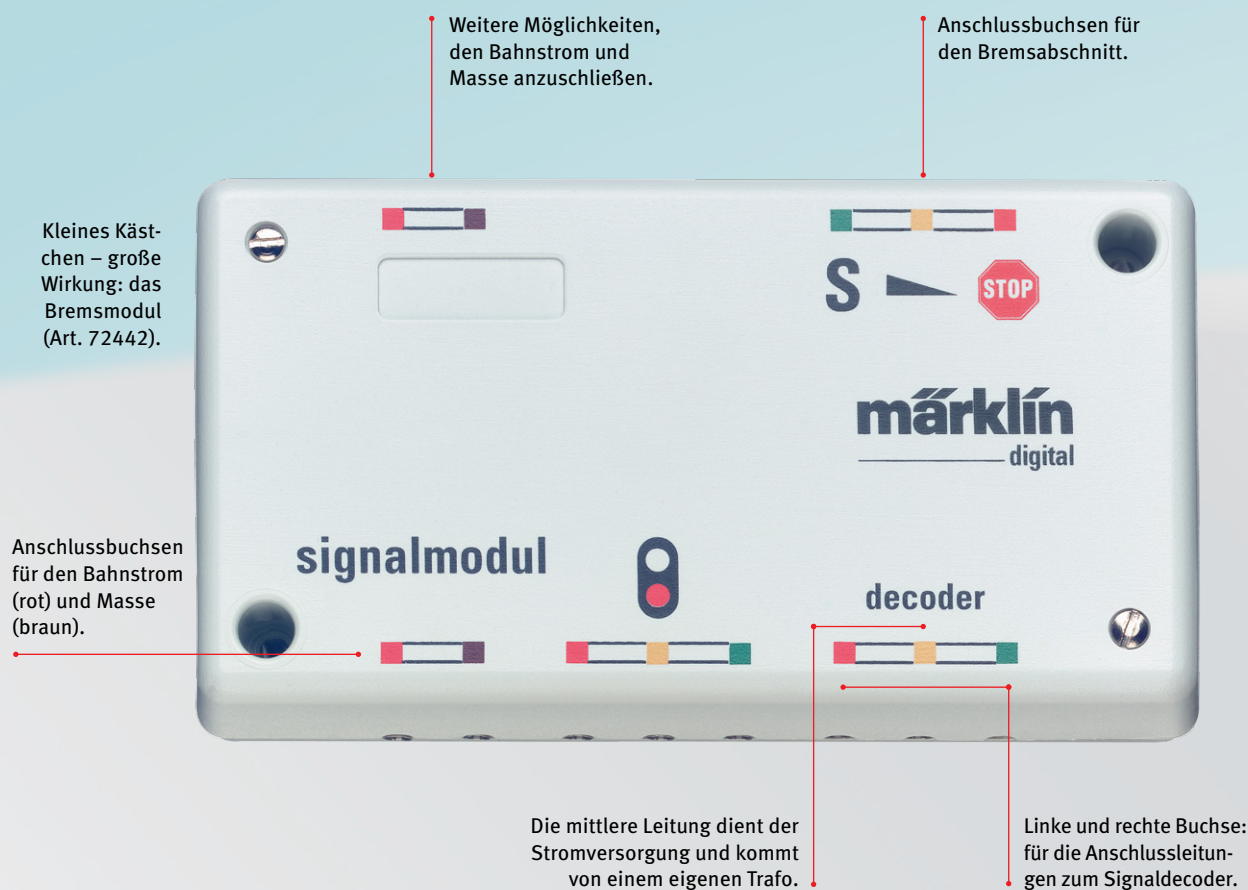 Weitere Möglichkeiten,
den Bahnstrom und
Masse anzuschließen.
Anschlussbuchsen für
den Bremsabschnitt.
Kleines Käst-
chen – große
Wirkung: das
Bremsmodul
(Art. 72442).
S
STOP
märklín
digital
Anschlussbuchsen
für den Bahnstrom
(rot) und Masse
(braun).
signalmodul
decoder
Die mittlere Leitung dient der
Stromversorgung und kommt
von einem eigenen Trafo.
Linke und rechte Buchse:
für die Anschlussleitun-
gen zum Signaldecoder.